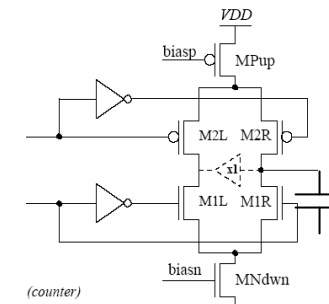 VDD
biasp
MPup
M2L M2R
x1
M1L M1R
biasn
MNdwn
(counter)